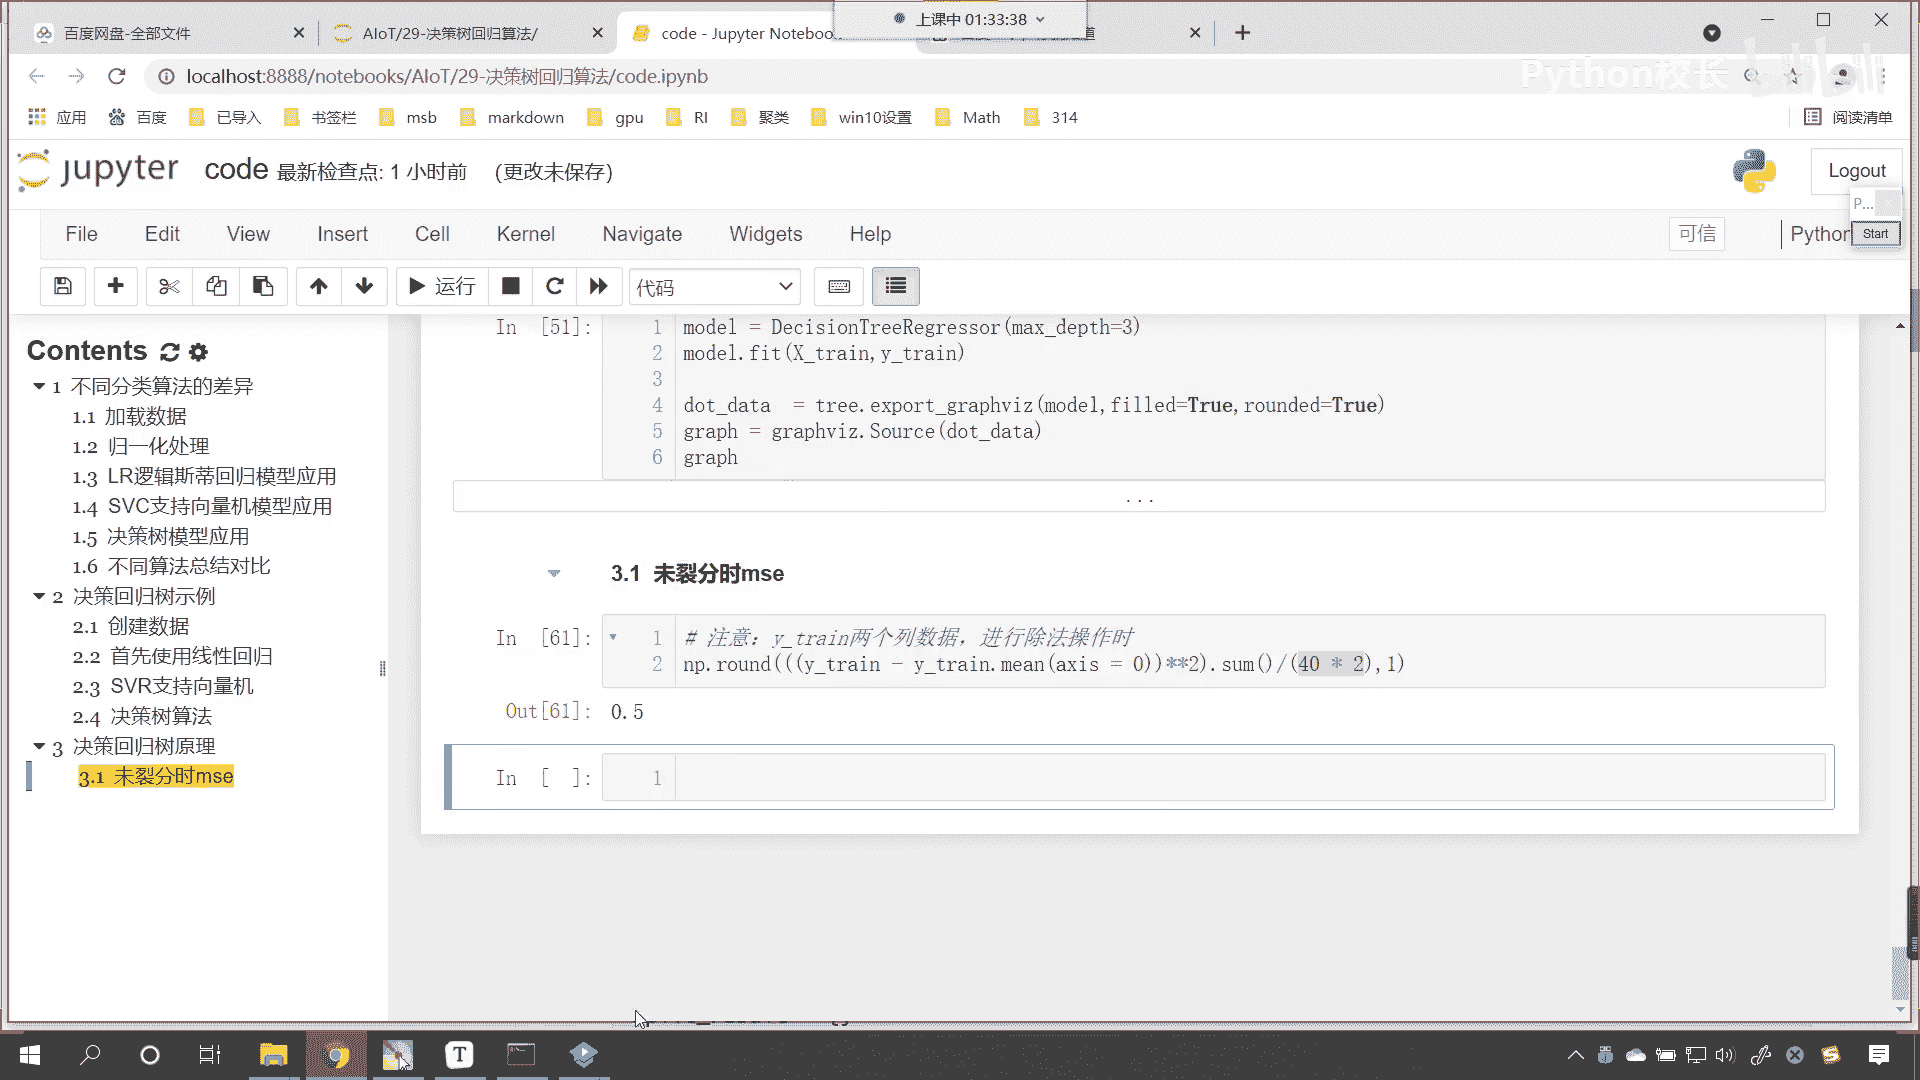 上课中 01:33:38
百度网盘-全部文件
AIoT/29-决策树回归算法/
code - Jupyter Noteboo
localhost:8888/notebooks/AIoT/29-决策树回归算法/code.ipynb
Python校长
bilibili
应用
百度
已导入
书签栏
msb
markdown
gpu
RI
聚类
win10设置
Math
314
阅读清单
jupyter
code 最新检查点: 1 小时前 (更改未保存)
Logout
P...
Start
File
Edit
View
Insert
Cell
Kernel
Navigate
Widgets
Help
可信
Python
运行
代码
Contents
1 不同分类算法的差异
1.1 加载数据
1.2 归一化处理
1.3 LR逻辑斯蒂回归模型应用
1.4 SVC支持向量机模型应用
1.5 决策树模型应用
1.6 不同算法总结对比
2 决策回归树示例
2.1 创建数据
2.2 首先使用线性回归
2.3 SVR支持向量机
2.4 决策树算法
3 决策回归树原理
3.1 未裂分时mse
In [51]:
1 model = DecisionTreeRegressor(max_depth=3)
2 model.fit(X_train,y_train)
3
4 dot_data  = tree.export_graphviz(model,filled=True,rounded=True)
5 graph = graphviz.Source(dot_data)
6 graph
...
3.1 未裂分时mse
In [61]:
1 # 注意：y_train两个列数据，进行除法操作时
2 np.round(((y_train - y_train.mean(axis = 0))**2).sum()/(40 * 2),1)
Out[61]: 0.5
In [ ]:
1